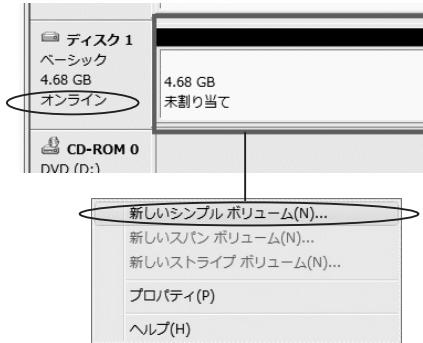 ディスク 1
ベーシック
4.68 GB
オンライン
4.68 GB
未割り当て
CD-ROM 0
DVD (D:)
新しいシンプル ボリューム(N)...
新しいスパン ボリューム(N)...
新しいストライプ ボリューム(N)...
プロパティ(P)
ヘルプ(H)